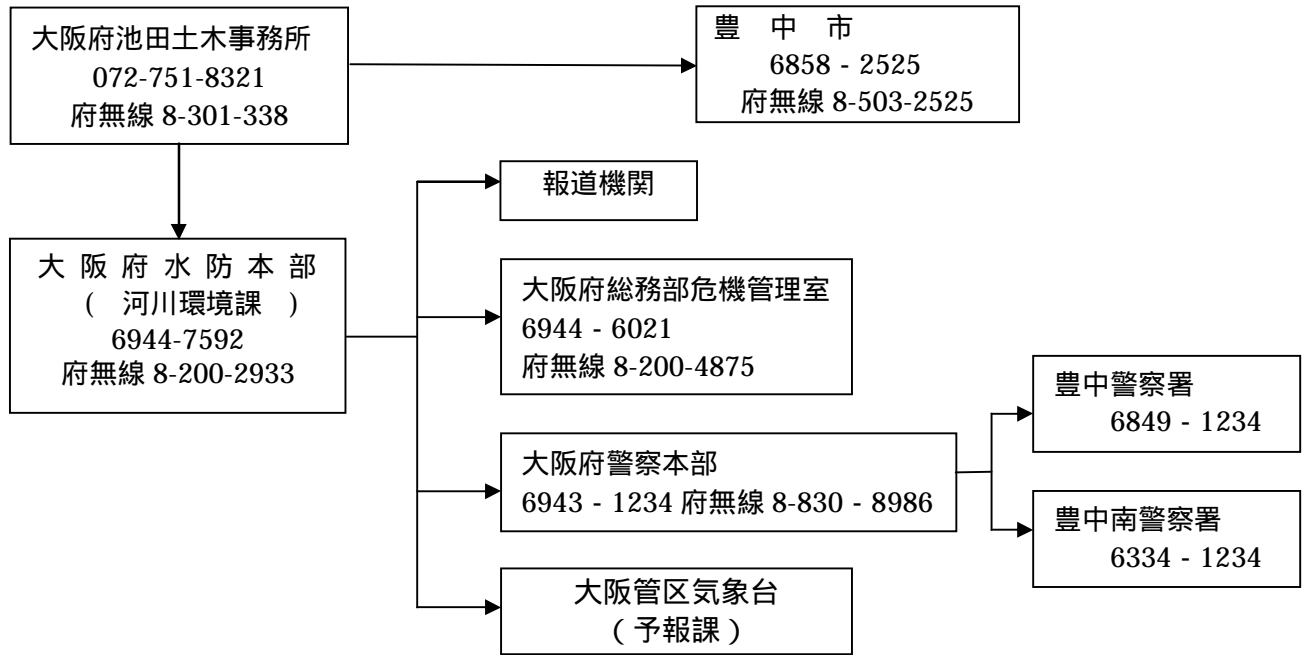 大阪府池田土木事務所
072-751-8321
府無線 8-301-338
豊 中 市
6858 - 2525
府無線 8-503-2525
報道機関
大 阪 府 水 防 本 部
( 河川環境課 )
6944-7592
府無線 8-200-2933
大阪府総務部危機管理室
6944 - 6021
府無線 8-200-4875
大阪府警察本部
6943 - 1234 府無線 8-830 - 8986
豊中警察署
6849 - 1234
豊中南警察署
6334 - 1234
大阪管区気象台
( 予報課 )